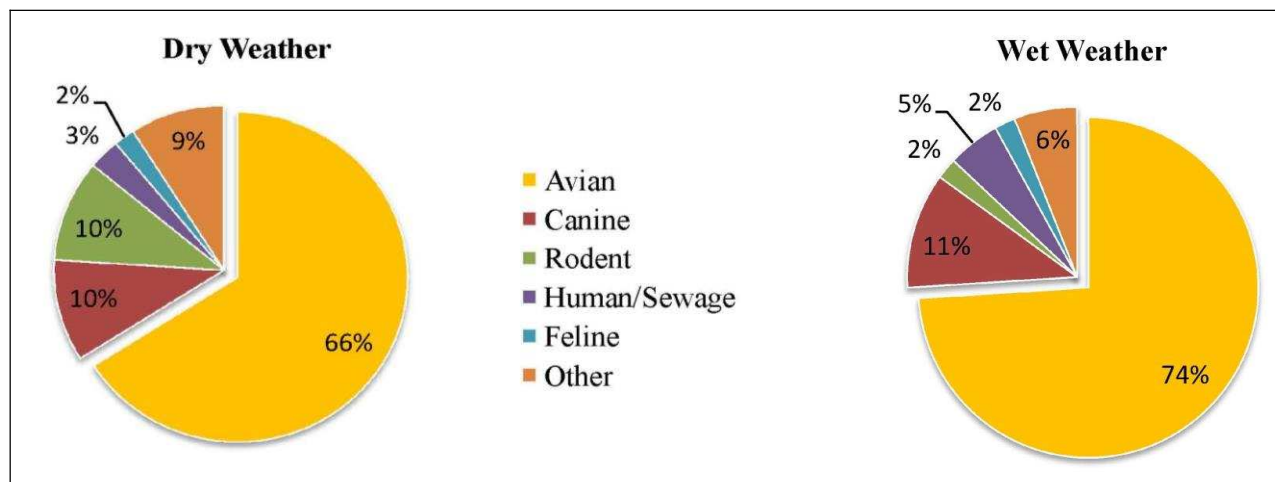 Dry Weather
2%
3%
9%
10%
10%
66%
Avian
Canine
Rodent
Human/Sewage
Feline
Other
Wet Weather
5%
2%
2%
6%
11%
74%